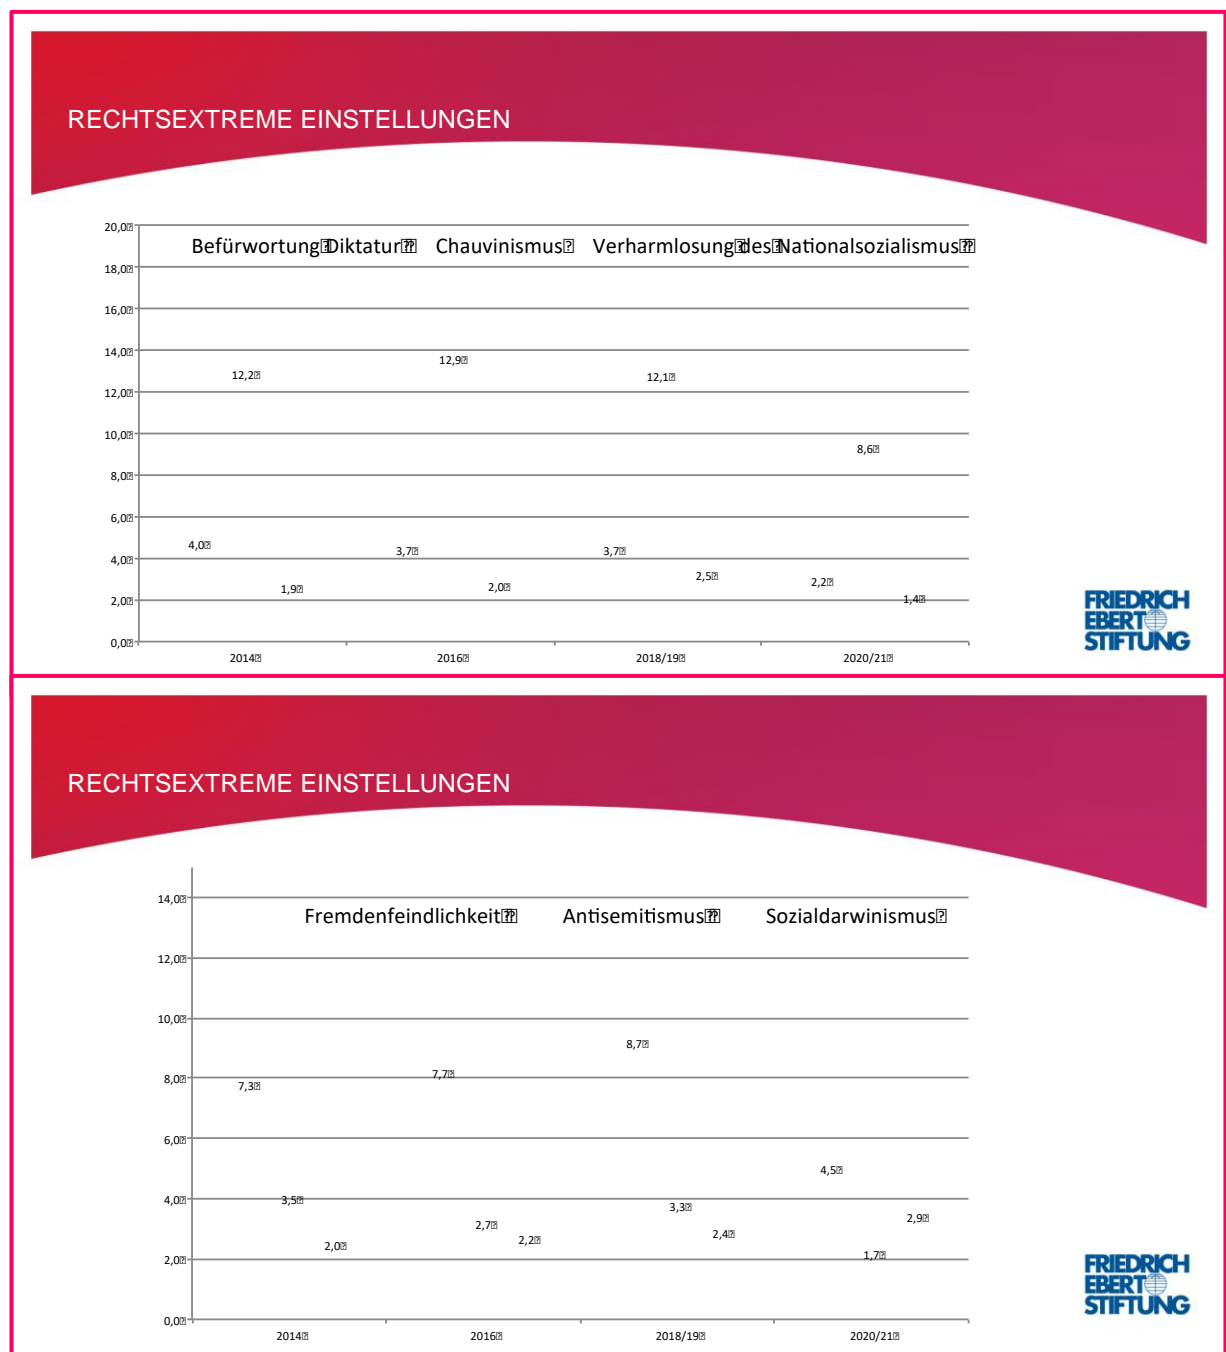 RECHTSEXTREME EINSTELLUNGEN
20,0
Befürwortung Diktatur Chauvinismus Verharmlosung des Nationalsozialismus
18,0
16,0
14,0
12,9
12,2 12,1
12,0
10,0
8,6
8,0
6,0
4,0 3,7 3,7
4,0
2,5
2,2
1,9 2,0
2,0 1,4
0,0
2014 2016 2018/19 2020/21
FRIEDRICH
EBERT
STIFTUNG
RECHTSEXTREME EINSTELLUNGEN
14,0
Fremdenfeindlichkeit Antisemitismus Sozialdarwinismus
12,0
10,0
8,7
8,0 7,7
7,3
6,0
4,5
4,0 3,5
3,3
2,7 2,9
2,0 2,2 2,4
2,0 1,7
0,0
2014 2016 2018/19 2020/21
FRIEDRICH
EBERT
STIFTUNG